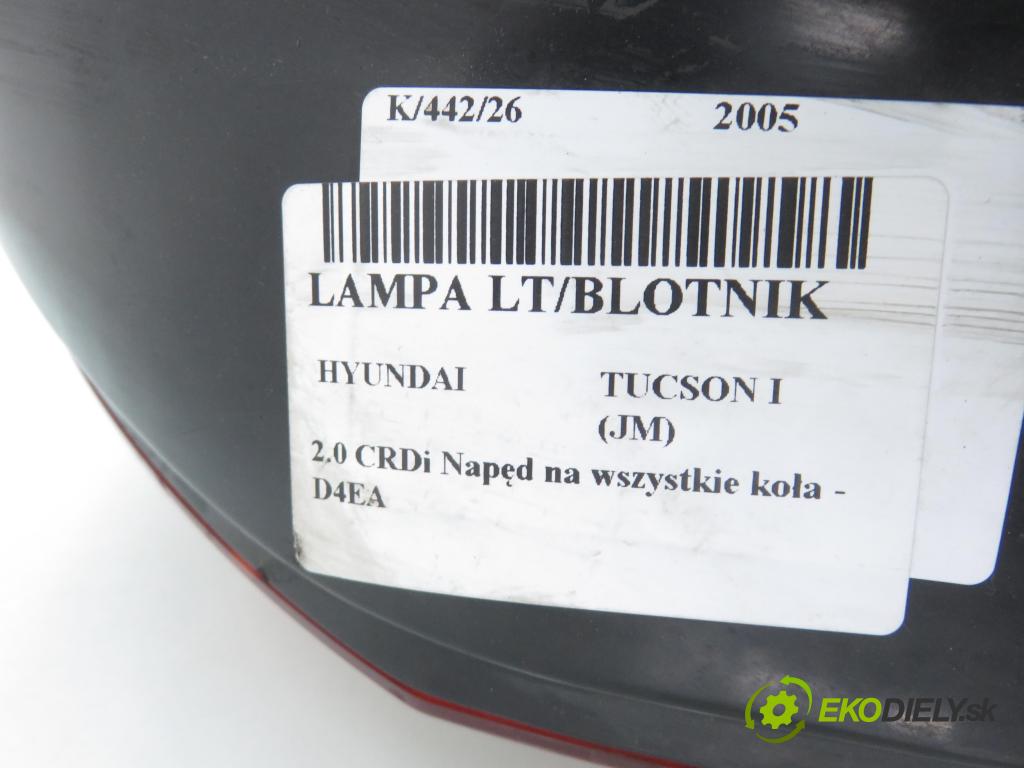 K/442/26 2005
LAMPA LT/BLOTNIK
HYUNDAI TUCSON I
(JM)
2.0 CRDi Napęd na wszystkie koła -
D4EA
EKODIELY.sk